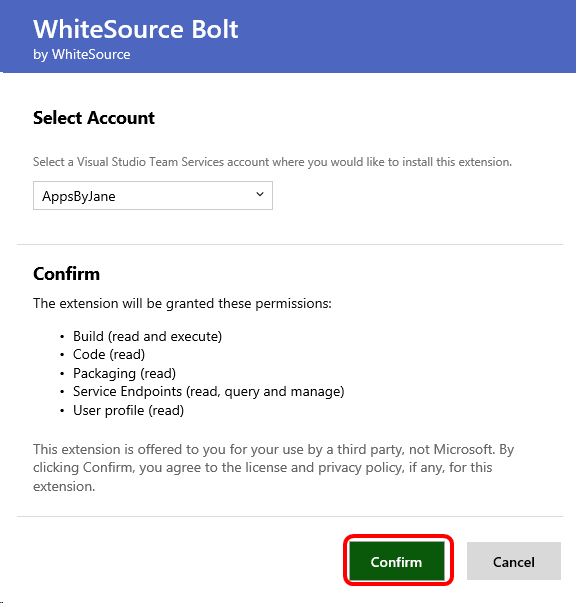 WhiteSource Bolt
by WhiteSource
Select Account
Select a Visual Studio Team Services account where you would like to install this extension.
AppsByJane
Confirm
The extension will be granted these permissions:
• Build (read and execute)
• Code (read)
• Packaging (read)
• Service Endpoints (read, query and manage)
• User profile (read)
This extension is offered to you for your use by a third party, not Microsoft. By
clicking Confirm, you agree to the license and privacy policy, if any, for this
extension.
Confirm
Cancel